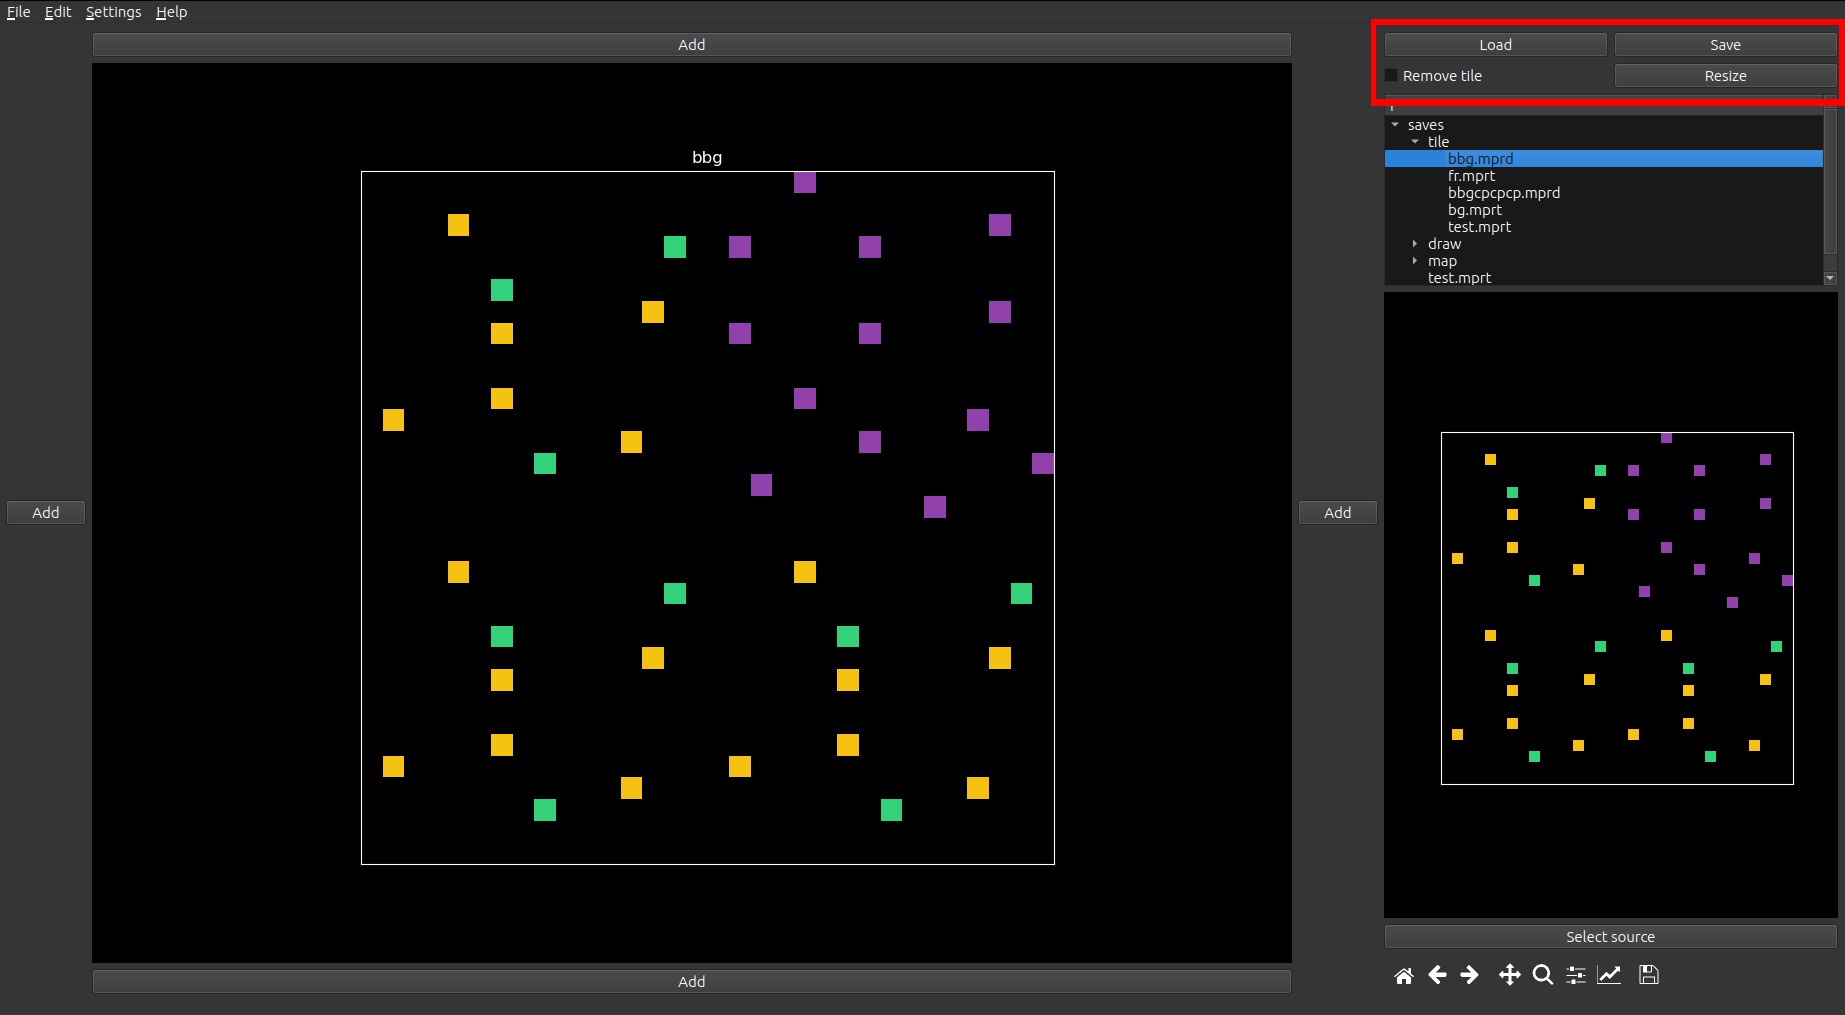 File Edit Settings Help
Add
Load Save
Remove tile Resize
saves
tile
bbg.mprd
fr.mprt
bbgcpcpcp.mprd
bg.mprt
test.mprt
draw
map
test.mprt
bbg
Add
Add
Select source
Add